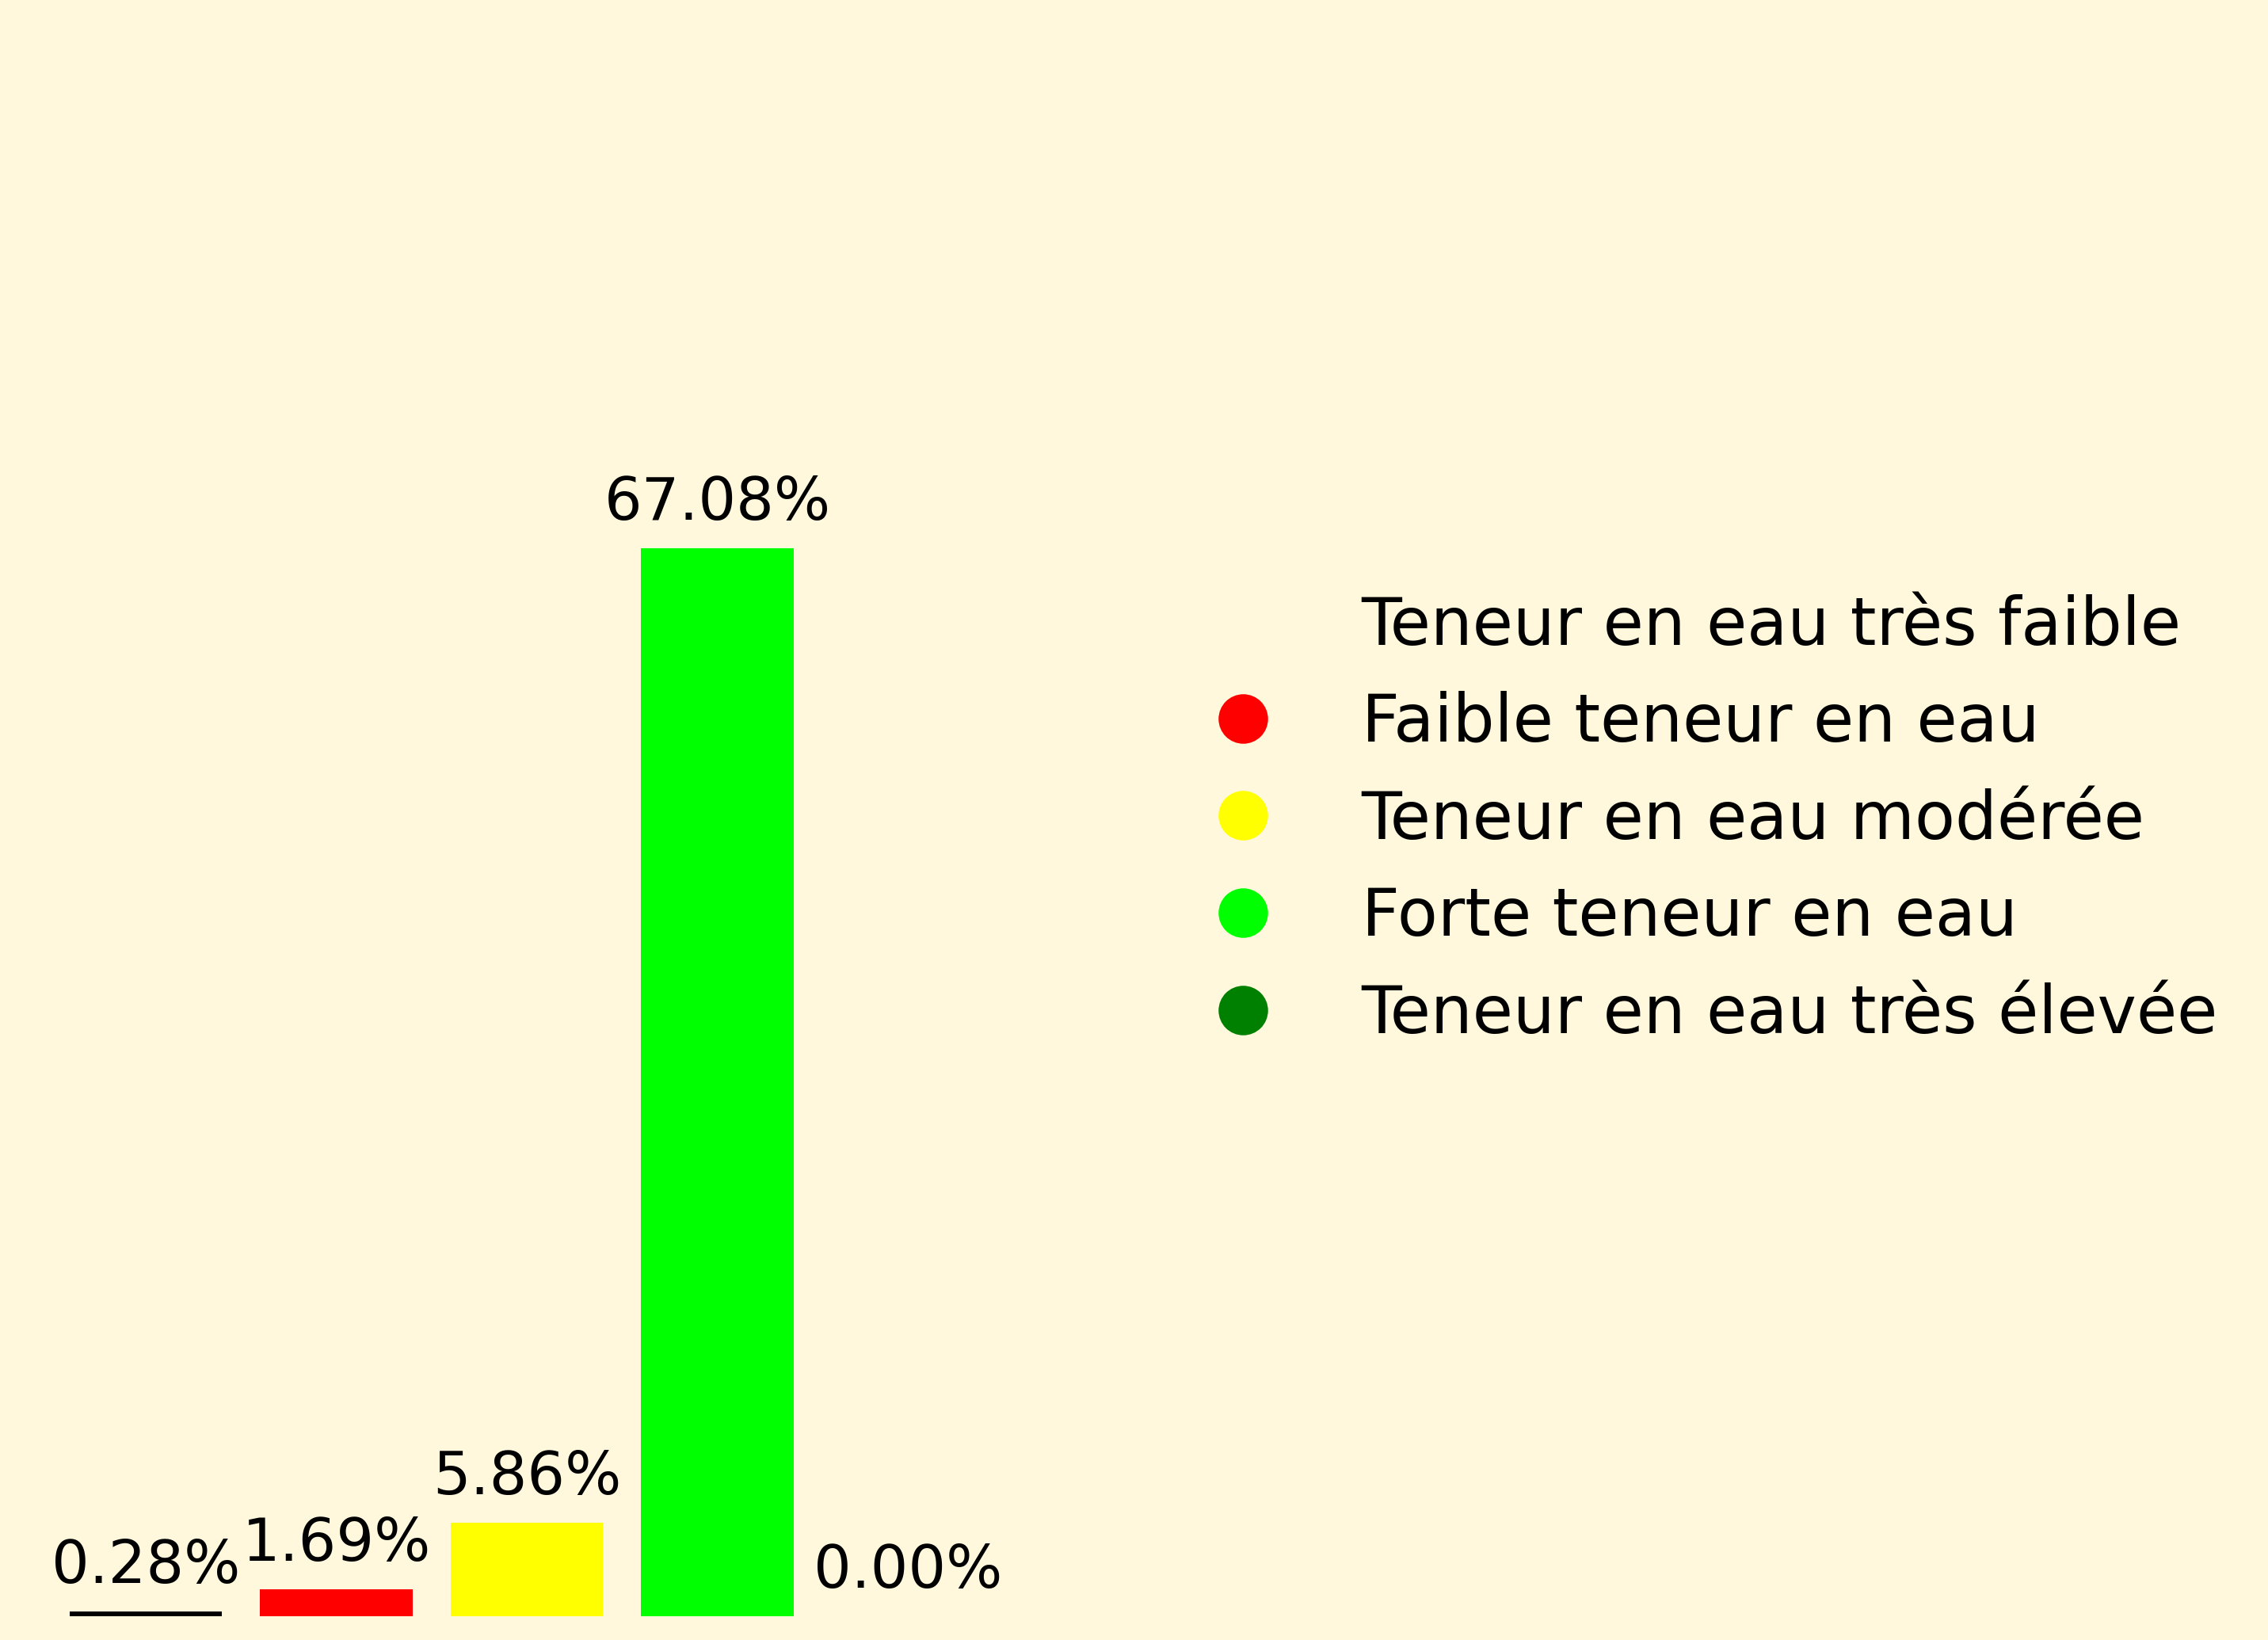 67.08%
5.86%
1.69%
0.28%
0.00%
Teneur en eau très faible
Faible teneur en eau
Teneur en eau modérée
Forte teneur en eau
Teneur en eau très élevée